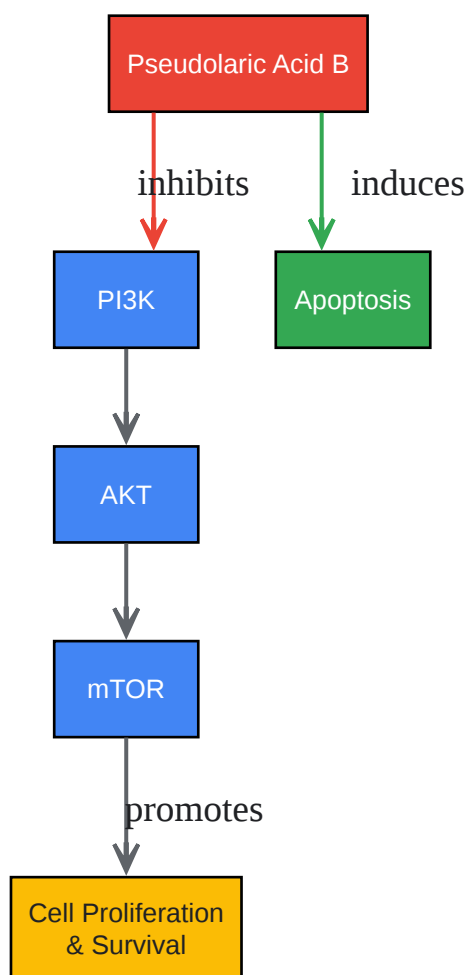 Pseudolaric Acid B
inhibits
induces
PI3K
Apoptosis
AKT
mTOR
promotes
Cell Proliferation
& Survival